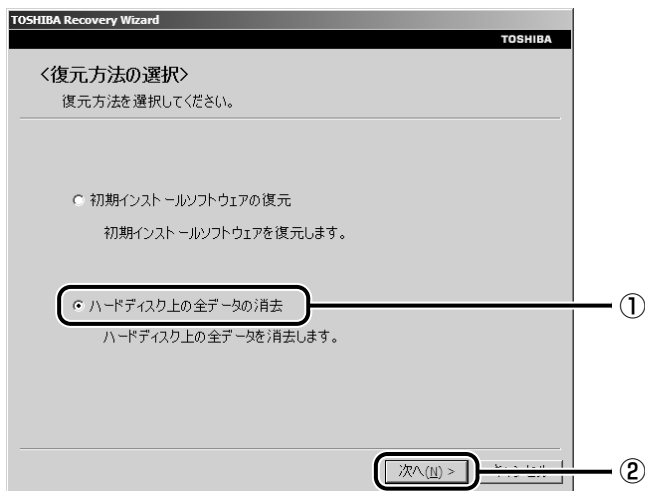 TOSHIBA Recovery Wizard
TOSHIBA
<復元方法の選択>
復元方法を選択してください。
初期インストールソフトウェアの復元
初期インストールソフトウェアを復元します。
ハードディスク上の全データの消去
①
ハードディスク上の全データを消去します。
次へ(N) >
②